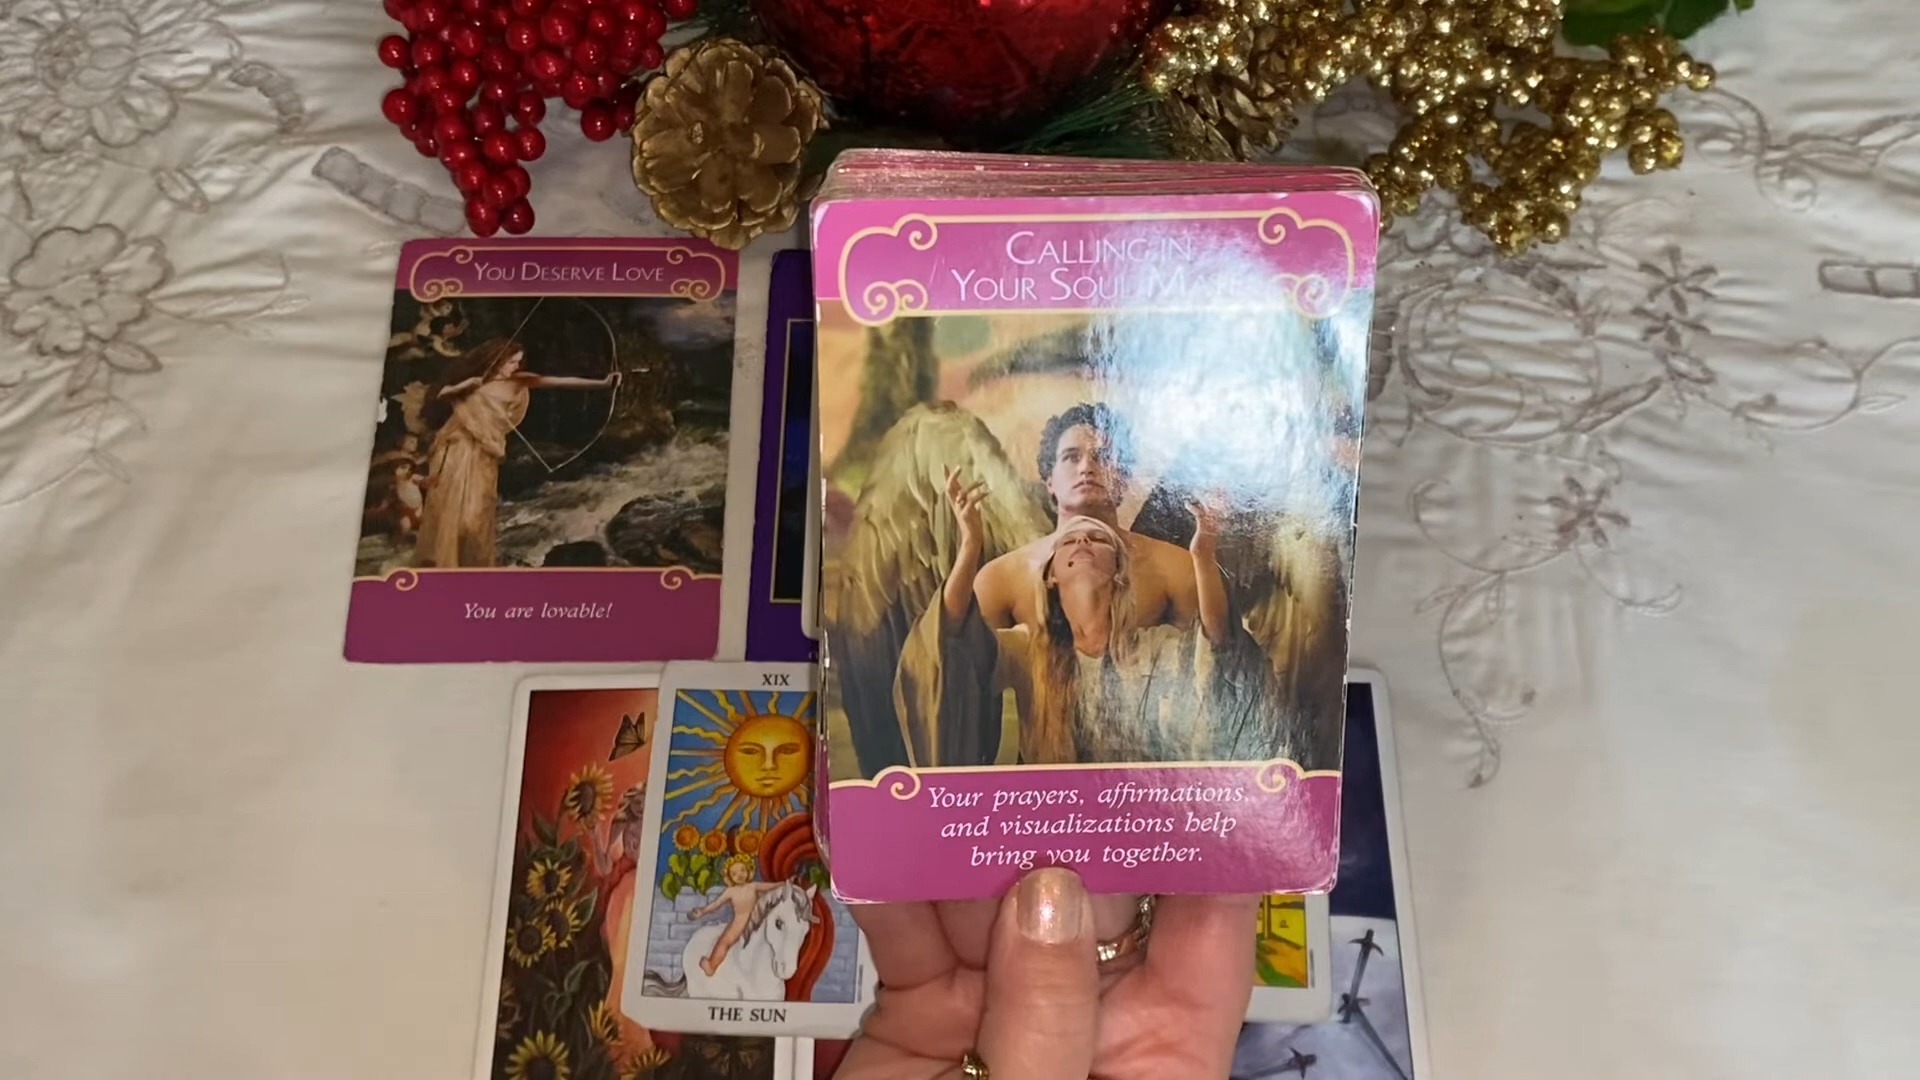 You Deserve Love
You are lovable!
Calling in
Your Soul Mate
Your prayers, affirmations,
and visualizations help
bring you together.
XIX
THE SUN